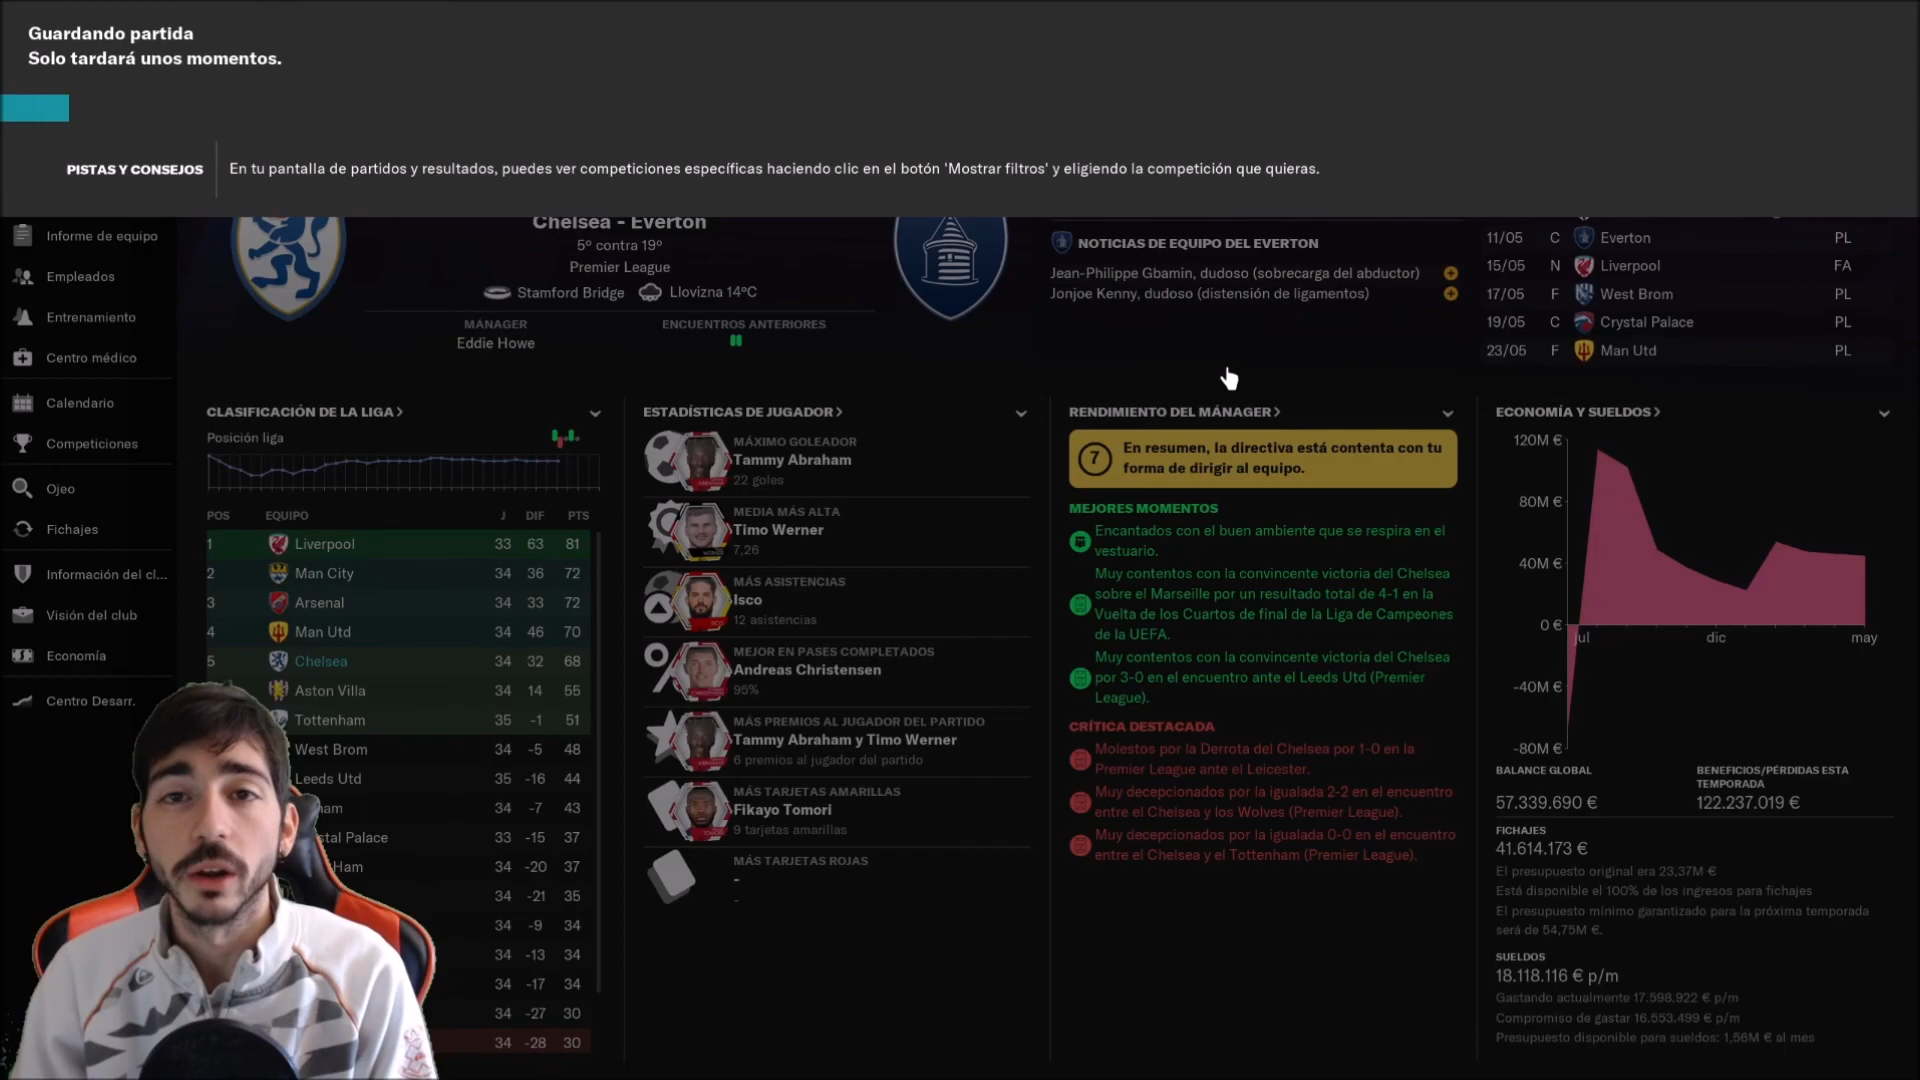 Guardando partida
Solo tardará unos momentos.
PISTAS Y CONSEJOS
En tu pantalla de partidos y resultados, puedes ver competiciones específicas haciendo clic en el botón 'Mostrar filtros' y eligiendo la competición que quieras.
Informe de equipo
Empleados
Entrenamiento
Centro médico
Calendario
Competiciones
Ojeo
Fichajes
Información del cl...
Visión del club
Economía
Centro Desarr.
Chelsea - Everton
5º contra 19º
Premier League
Stamford Bridge
Llovizna 14ºC
MÁNAGER
Eddie Howe
ENCUENTROS ANTERIORES
NOTICIAS DE EQUIPO DEL EVERTON
Jean-Philippe Gbamin, dudoso (sobrecarga del abductor)
Jonjoe Kenny, dudoso (distensión de ligamentos)
11/05 C Everton PL
15/05 N Liverpool FA
17/05 F West Brom PL
19/05 C Crystal Palace PL
23/05 F Man Utd PL
CLASIFICACIÓN DE LA LIGA >
Posición liga
POS EQUIPO J DIF PTS
1 Liverpool 33 63 81
2 Man City 34 36 72
3 Arsenal 34 33 72
4 Man Utd 34 46 70
5 Chelsea 34 32 68
Aston Villa 34 14 55
Tottenham 35 -1 51
West Brom 34 -5 48
Leeds Utd 35 -16 44
ham 34 -7 43
stal Palace 33 -15 37
Ham 34 -20 37
34 -21 35
34 -9 34
34 -13 34
34 -17 34
34 -27 30
34 -28 30
ESTADÍSTICAS DE JUGADOR >
MÁXIMO GOLEADOR
Tammy Abraham
22 goles
MEDIA MÁS ALTA
Timo Werner
7,26
MÁS ASISTENCIAS
Isco
12 asistencias
MEJOR EN PASES COMPLETADOS
Andreas Christensen
95%
MÁS PREMIOS AL JUGADOR DEL PARTIDO
Tammy Abraham y Timo Werner
6 premios al jugador del partido
MÁS TARJETAS AMARILLAS
Fikayo Tomori
9 tarjetas amarillas
MÁS TARJETAS ROJAS
-
-
RENDIMIENTO DEL MÁNAGER >
7
En resumen, la directiva está contenta con tu
forma de dirigir al equipo.
MEJORES MOMENTOS
Encantados con el buen ambiente que se respira en el
vestuario.
Muy contentos con la convincente victoria del Chelsea
sobre el Marseille por un resultado total de 4-1 en la
Vuelta de los Cuartos de final de la Liga de Campeones
de la UEFA.
Muy contentos con la convincente victoria del Chelsea
por 3-0 en el encuentro ante el Leeds Utd (Premier
League).
CRÍTICA DESTACADA
Molestos por la Derrota del Chelsea por 1-0 en la
Premier League ante el Leicester.
Muy decepcionados por la igualada 2-2 en el encuentro
entre el Chelsea y los Wolves (Premier League).
Muy decepcionados por la igualada 0-0 en el encuentro
entre el Chelsea y el Tottenham (Premier League).
ECONOMÍA Y SUELDOS >
120M €
80M €
40M €
0 €
-40M €
-80M €
jul dic may
BALANCE GLOBAL
57.339.690 €
BENEFICIOS/PÉRDIDAS ESTA
TEMPORADA
122.237.019 €
FICHAJES
41.614.173 €
El presupuesto original era 23,37M €
Está disponible el 100% de los ingresos para fichajes
El presupuesto mínimo garantizado para la próxima temporada
será de 54,75M €.
SUELDOS
18.118.116 € p/m
Gastando actualmente 17.598.922 € p/m
Compromiso de gastar 16.553.499 € p/m
Presupuesto disponible para sueldos: 1,56M € al mes